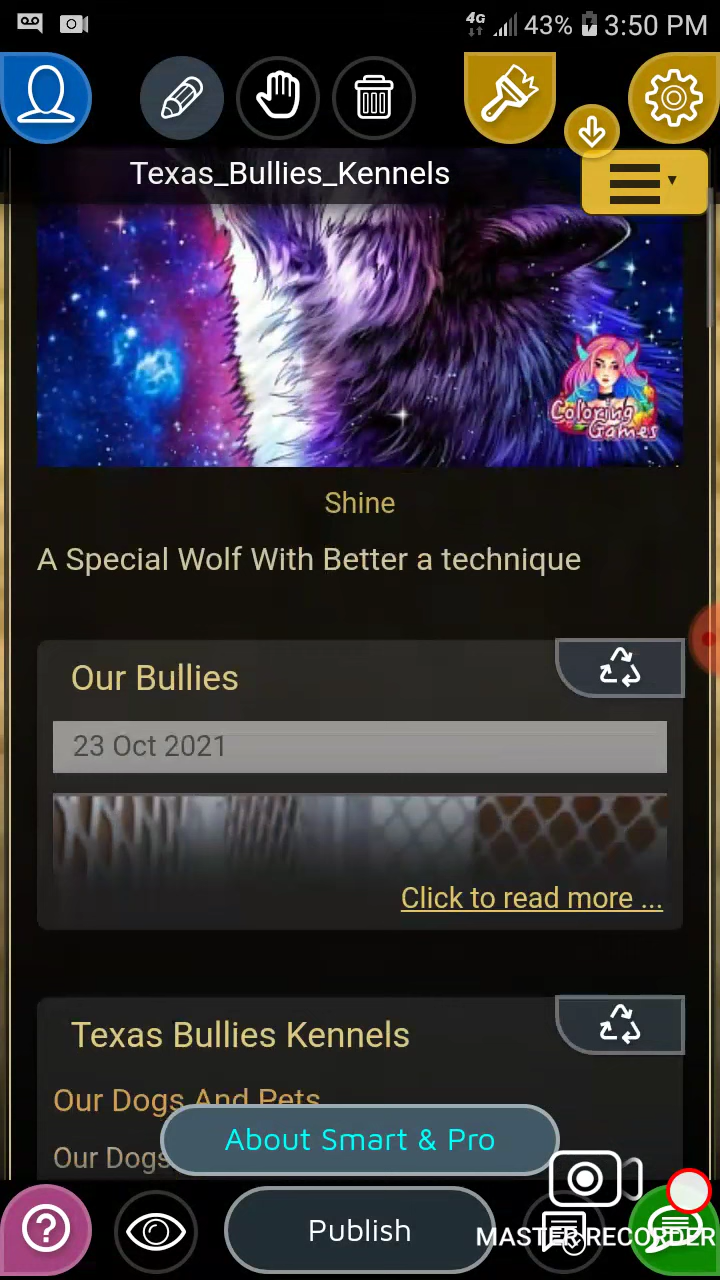 4G 43% 3:50 PM
Texas_Bullies_Kennels
Coloring
Games
Shine
A Special Wolf With Better a technique
Our Bullies
23 Oct 2021
Click to read more ...
Texas Bullies Kennels
Our Dogs And Pets
Our Dogs
About Smart & Pro
Publish
MASTER RECORDER